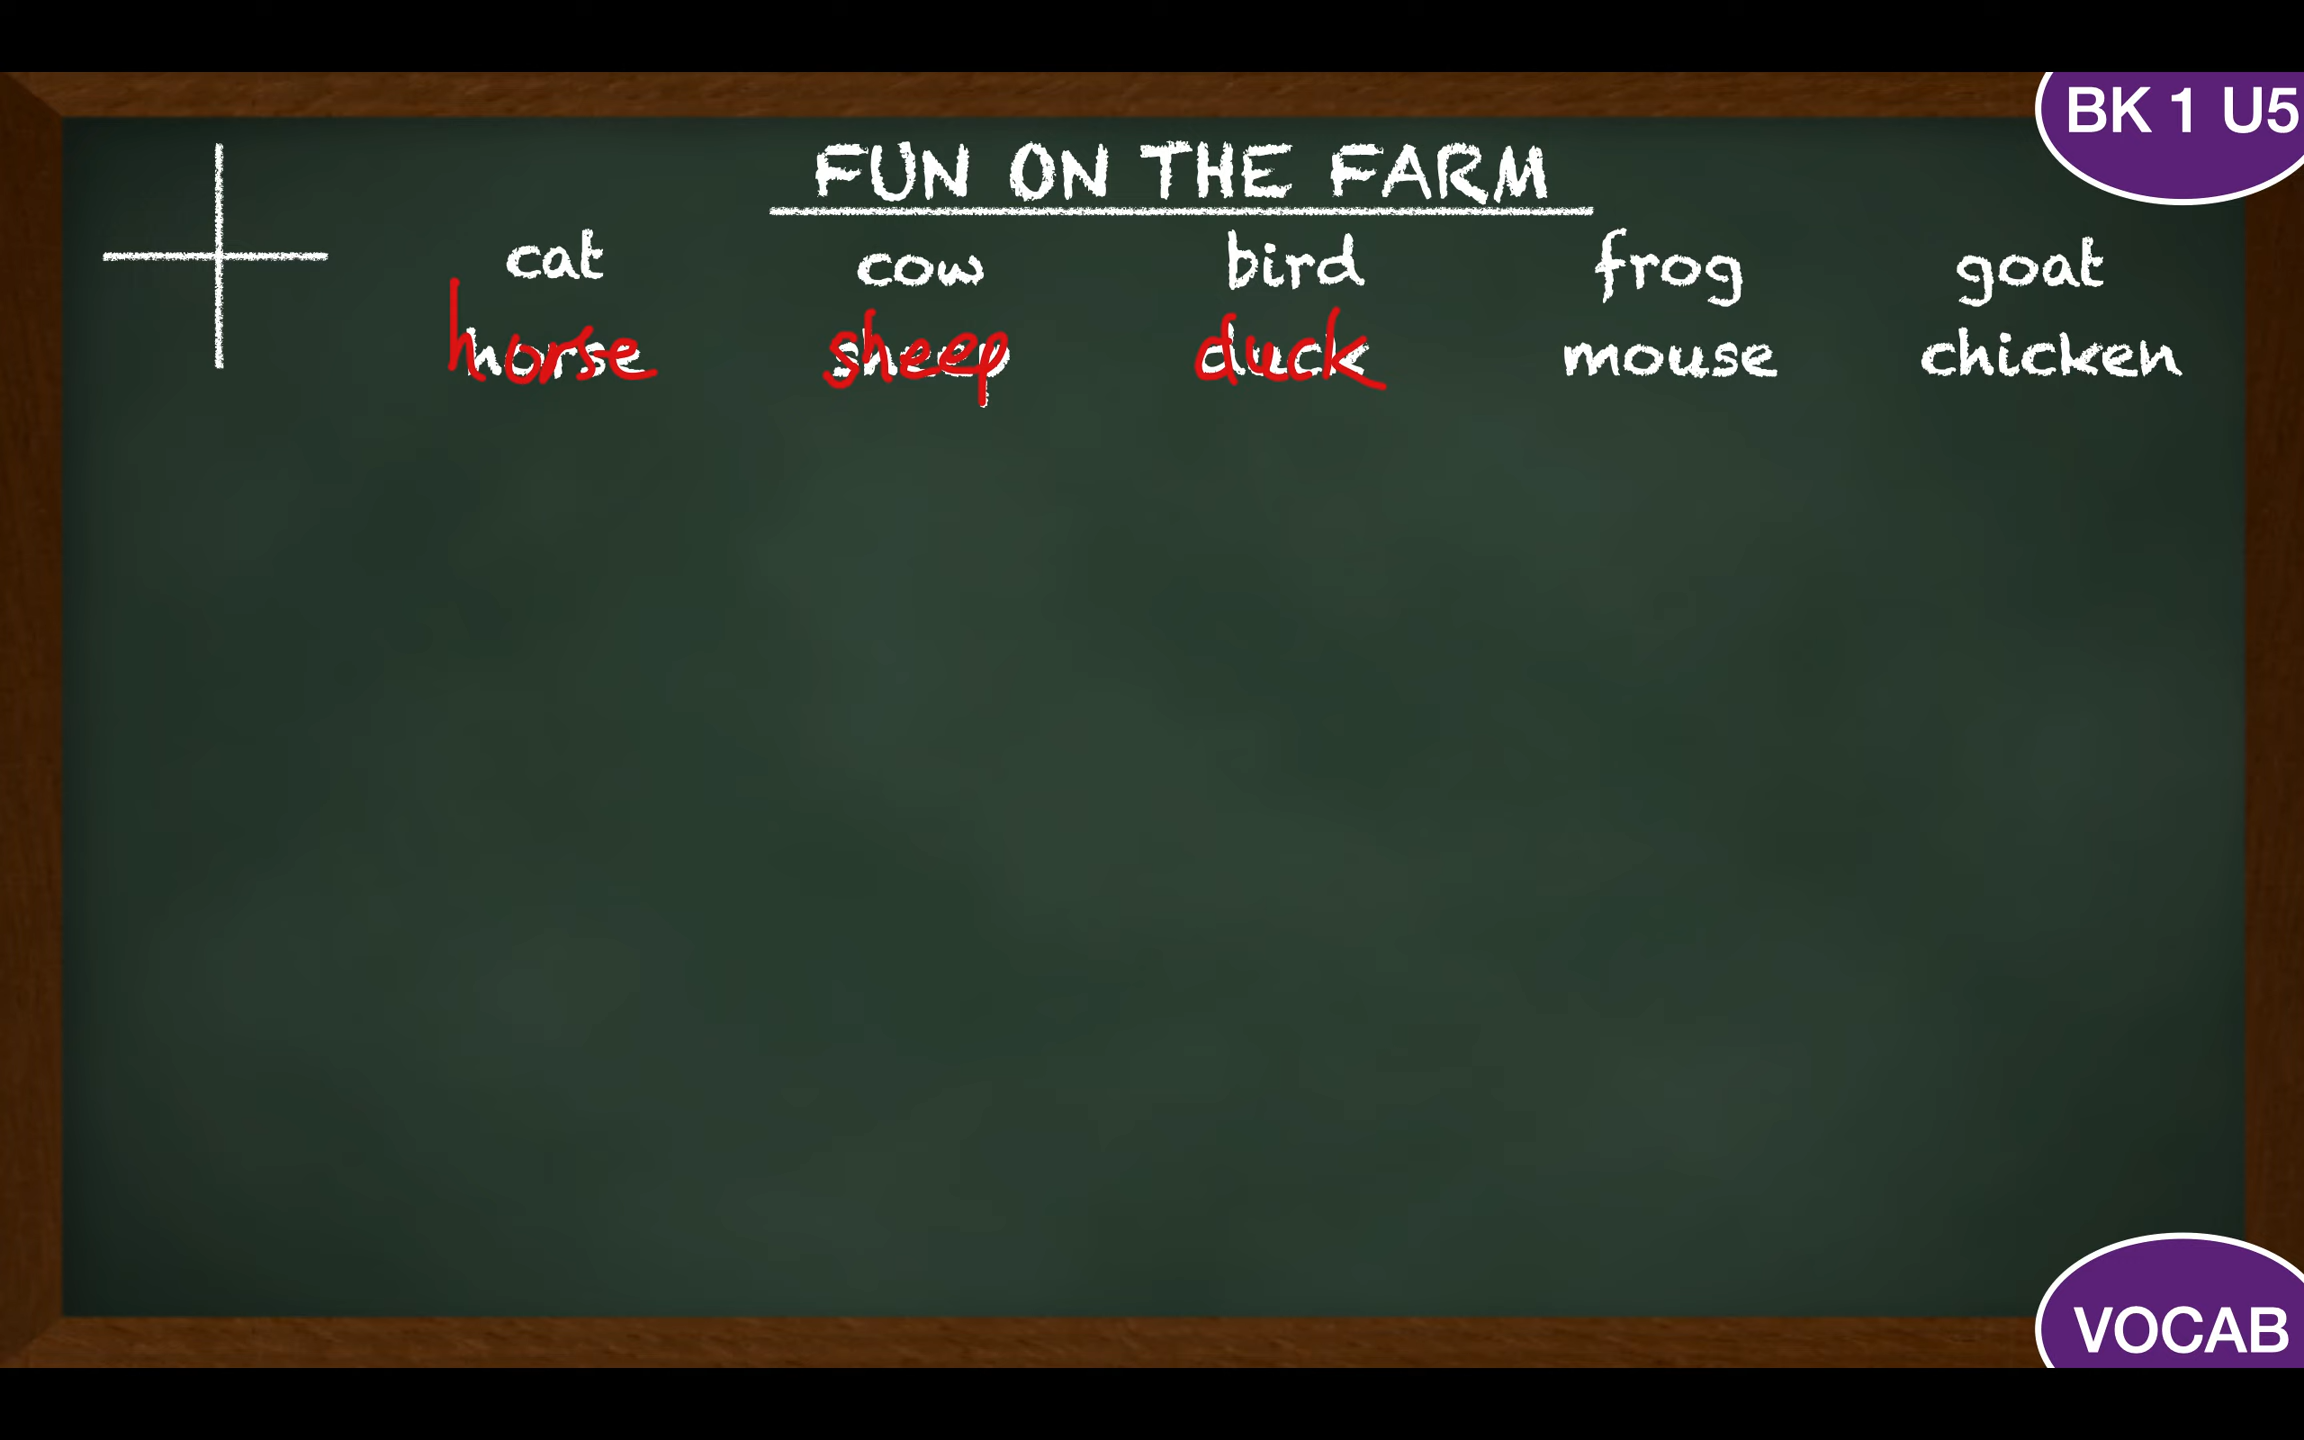 BK 1 U5
FUN ON THE FARM
cat cow bird frog goat
horse sheep duck mouse chicken
VOCAB